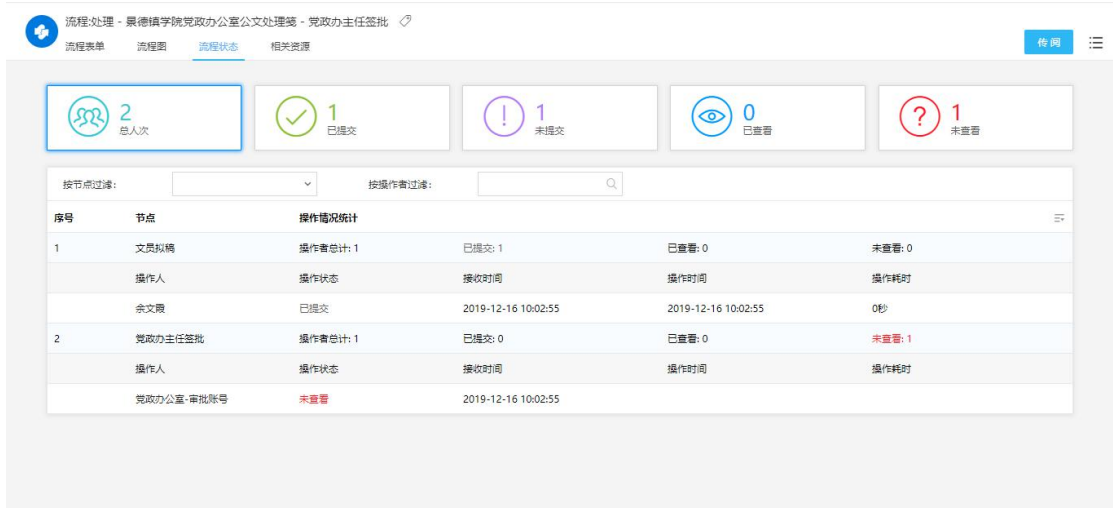 流程:处理 - 景德镇学院党政办公室公文处理笺 - 党政办主任签批
流程表单 流程图 流程状态 相关资源 传阅
2 总人次
1 已提交
1 未提交
0 已查看
1 未查看
按节点过滤: 按操作者过滤:
序号 节点 操作情况统计
1 文员拟稿 操作者总计: 1 已提交: 1 已查看: 0 未查看: 0
操作人 操作状态 接收时间 操作时间 操作耗时
余文霞 已提交 2019-12-16 10:02:55 2019-12-16 10:02:55 0秒
2 党政办主任签批 操作者总计: 1 已提交: 0 已查看: 0 未查看: 1
操作人 操作状态 接收时间 操作时间 操作耗时
党政办公室-审批账号 未查看 2019-12-16 10:02:55